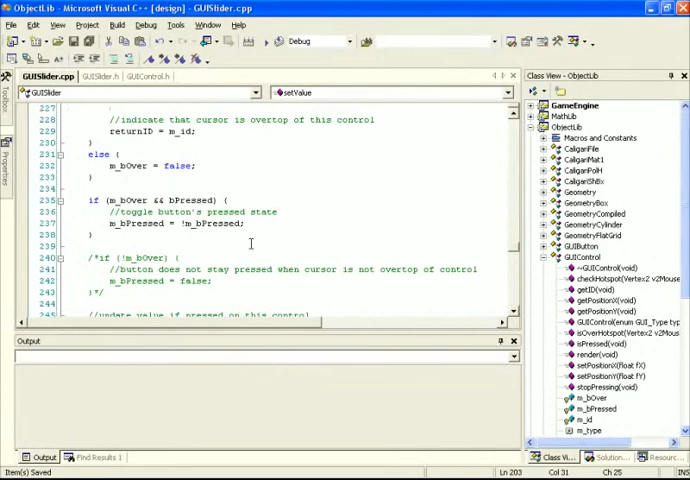 ObjectLib - Microsoft Visual C++ [design] - GUISlider.cpp
File Edit View Project Build Debug Tools Window Help
Debug
GUISlider.cpp GUISlider.h GUIControl.h
GUISlider setValue
227
228 //indicate that cursor is overtop of this control
229 returnID = m_id;
230 }
231 else {
232 m_bOver = false;
233 }
234
235 if (m_bOver && bPressed) {
236 //toggle button's pressed state
237 m_bPressed = !m_bPressed;
238 }
239
240 /*if (!m_bOver) {
241 //button does not stay pressed when cursor is not overtop of control
242 m_bPressed = false;
243 }*/
244
245 //update value if pressed on this control
Toolbox
Properties
Output
Output Find Results 1
Class View - ObjectLib
GameEngine
MathLib
ObjectLib
Macros and Constants
CaligariFile
CaligariMat1
CaligariPolH
CaligariShBx
Geometry
GeometryBox
GeometryCompiled
GeometryCylinder
GeometryFlatGrid
GUIButton
GUIControl
~GUIControl(void)
checkHotspot(Vertex2 v2Mouse
getID(void)
getPositionX(void)
getPositionY(void)
GUIControl(enum GUI_Type typ
isOverHotspot(Vertex2 v2Mous
isPressed(void)
render(void)
setPositionX(float fX)
setPositionY(float fY)
stopPressing(void)
m_bOver
m_bPressed
m_id
m_type
Class Vi... Solution... Resourc...
Item(s) Saved Ln 203 Col 31 Ch 25 INS